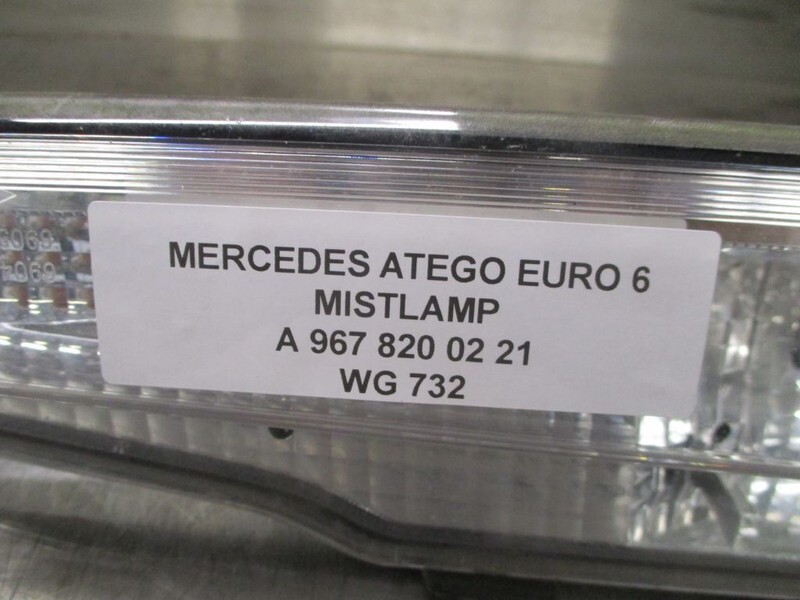 MERCEDES ATEGO EURO 6
MISTLAMP
A 967 820 02 21
WG 732